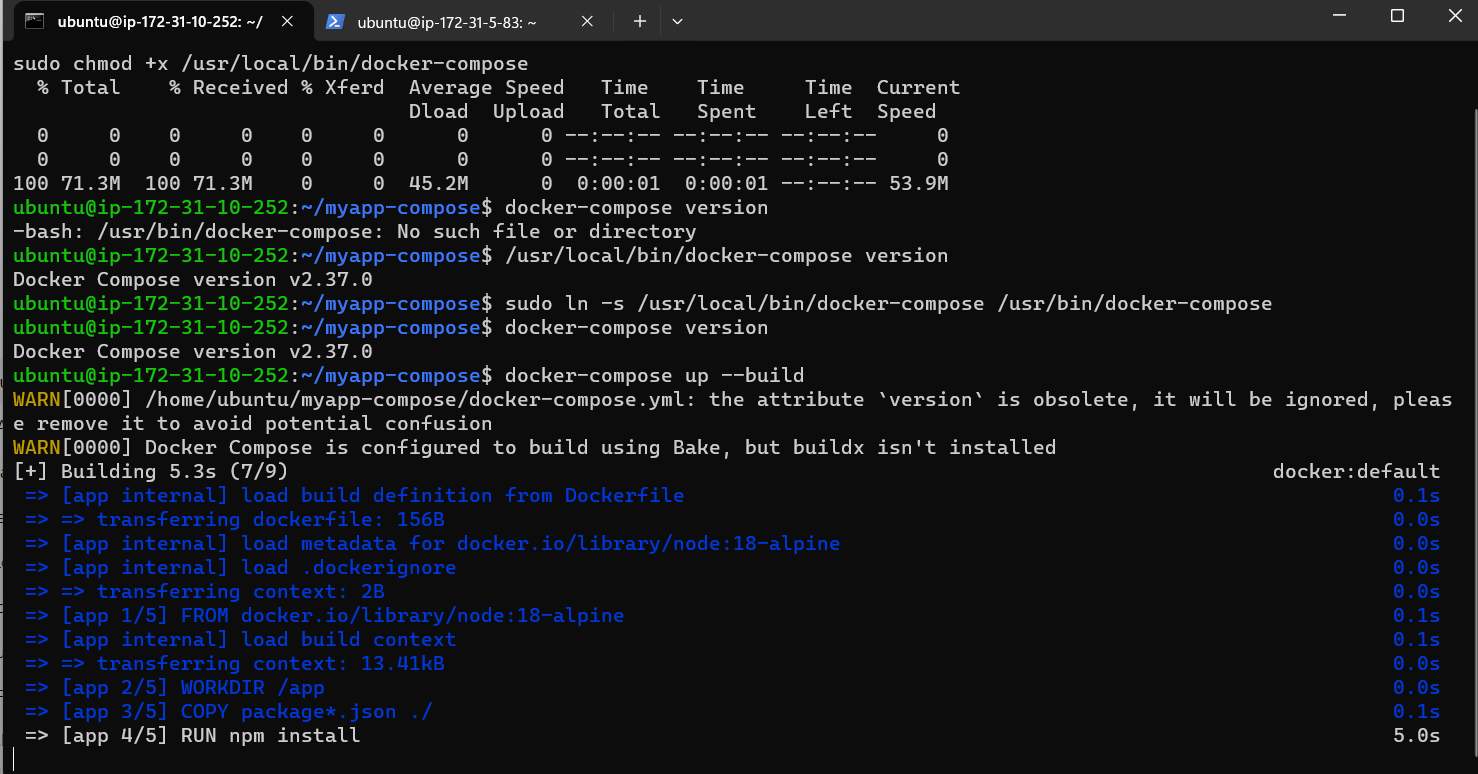 ubuntu@ip-172-31-10-252: ~/
ubuntu@ip-172-31-5-83: ~
sudo chmod +x /usr/local/bin/docker-compose
  % Total    % Received % Xferd  Average Speed   Time    Time     Time  Current
                                 Dload  Upload   Total   Spent    Left  Speed
  0     0    0     0    0     0      0      0 --:--:-- --:--:-- --:--:--     0
  0     0    0     0    0     0      0      0 --:--:-- --:--:-- --:--:--     0
100 71.3M  100 71.3M    0     0  45.2M      0  0:00:01  0:00:01 --:--:-- 53.9M
ubuntu@ip-172-31-10-252:~/myapp-compose$ docker-compose version
-bash: /usr/bin/docker-compose: No such file or directory
ubuntu@ip-172-31-10-252:~/myapp-compose$ /usr/local/bin/docker-compose version
Docker Compose version v2.37.0
ubuntu@ip-172-31-10-252:~/myapp-compose$ sudo ln -s /usr/local/bin/docker-compose /usr/bin/docker-compose
ubuntu@ip-172-31-10-252:~/myapp-compose$ docker-compose version
Docker Compose version v2.37.0
ubuntu@ip-172-31-10-252:~/myapp-compose$ docker-compose up --build
WARN[0000] /home/ubuntu/myapp-compose/docker-compose.yml: the attribute `version` is obsolete, it will be ignored, pleas
e remove it to avoid potential confusion
WARN[0000] Docker Compose is configured to build using Bake, but buildx isn't installed
[+] Building 5.3s (7/9) docker:default
 => [app internal] load build definition from Dockerfile 0.1s
 => => transferring dockerfile: 156B 0.0s
 => [app internal] load metadata for docker.io/library/node:18-alpine 0.0s
 => [app internal] load .dockerignore 0.0s
 => => transferring context: 2B 0.0s
 => [app 1/5] FROM docker.io/library/node:18-alpine 0.1s
 => [app internal] load build context 0.1s
 => => transferring context: 13.41kB 0.0s
 => [app 2/5] WORKDIR /app 0.0s
 => [app 3/5] COPY package*.json ./ 0.1s
 => [app 4/5] RUN npm install 5.0s